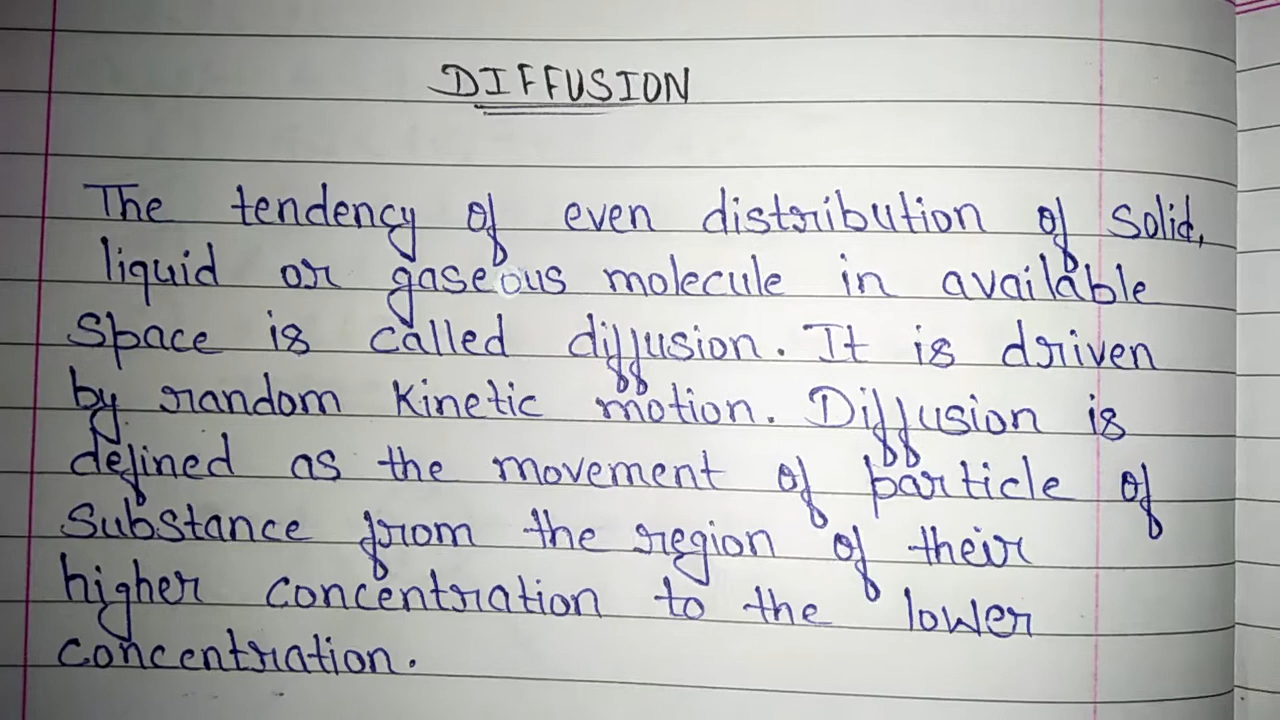 DIFFUSION
The tendency of even distribution of solid,
liquid or gaseous molecule in available
space is called diffusion. It is driven
by random kinetic motion. Diffusion is
defined as the movement of particle of
substance from the region of their
higher concentration to the lower
concentration.